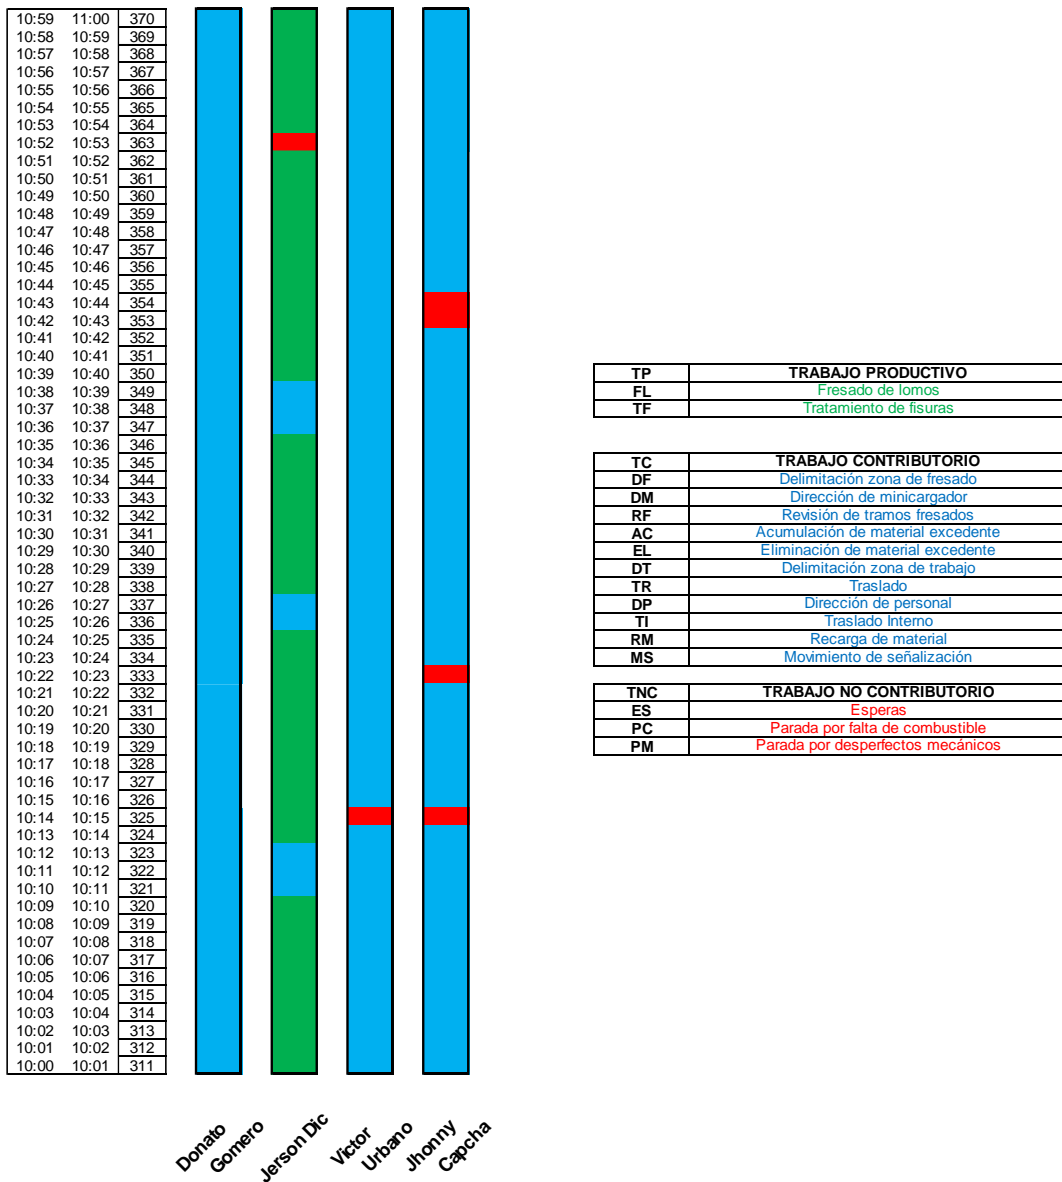 10:59 11:00 370
10:58 10:59 369
10:57 10:58 368
10:56 10:57 367
10:55 10:56 366
10:54 10:55 365
10:53 10:54 364
10:52 10:53 363
10:51 10:52 362
10:50 10:51 361
10:49 10:50 360
10:48 10:49 359
10:47 10:48 358
10:46 10:47 357
10:45 10:46 356
10:44 10:45 355
10:43 10:44 354
10:42 10:43 353
10:41 10:42 352
10:40 10:41 351
10:39 10:40 350
10:38 10:39 349
10:37 10:38 348
10:36 10:37 347
10:35 10:36 346
10:34 10:35 345
10:33 10:34 344
10:32 10:33 343
10:31 10:32 342
10:30 10:31 341
10:29 10:30 340
10:28 10:29 339
10:27 10:28 338
10:26 10:27 337
10:25 10:26 336
10:24 10:25 335
10:23 10:24 334
10:22 10:23 333
10:21 10:22 332
10:20 10:21 331
10:19 10:20 330
10:18 10:19 329
10:17 10:18 328
10:16 10:17 327
10:15 10:16 326
10:14 10:15 325
10:13 10:14 324
10:12 10:13 323
10:11 10:12 322
10:10 10:11 321
10:09 10:10 320
10:08 10:09 319
10:07 10:08 318
10:06 10:07 317
10:05 10:06 316
10:04 10:05 315
10:03 10:04 314
10:02 10:03 313
10:01 10:02 312
10:00 10:01 311
Donato
Gomero
Jerson Dic
Victor
Urbano
Jhonny
Capcha
TP TRABAJO PRODUCTIVO
FL Fresado de lomos
TF Tratamiento de fisuras
TC TRABAJO CONTRIBUTORIO
DF Delimitación zona de fresado
DM Dirección de minicargador
RF Revisión de tramos fresados
AC Acumulación de material excedente
EL Eliminación de material excedente
DT Delimitación zona de trabajo
TR Traslado
DP Dirección de personal
TI Traslado Interno
RM Recarga de material
MS Movimiento de señalización
TNC TRABAJO NO CONTRIBUTORIO
ES Esperas
PC Parada por falta de combustible
PM Parada por desperfectos mecánicos